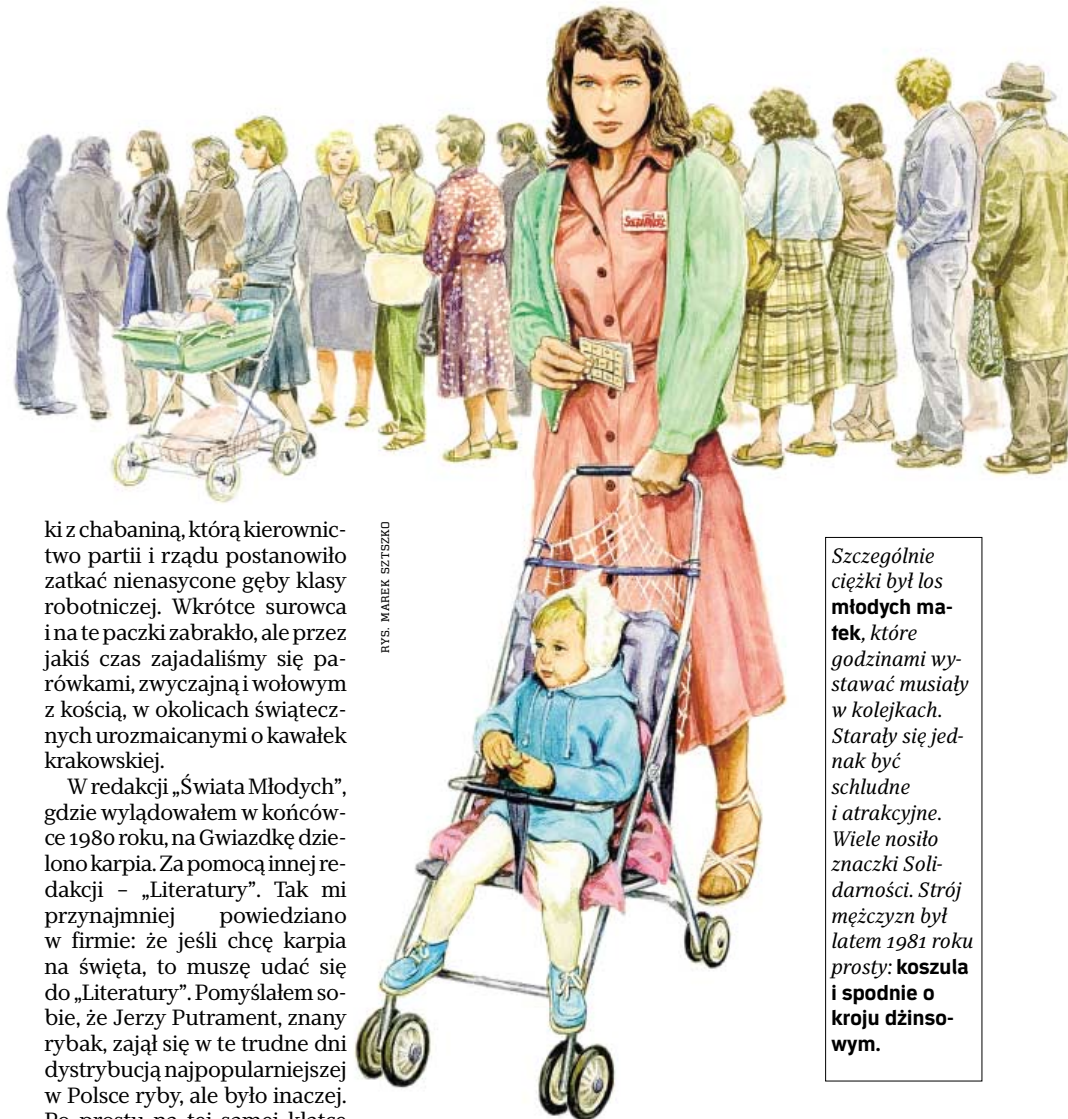 SOLIDARNOŚĆ
ki z chabaniną, którą kierownic-
two partii i rządu postanowiło
zatkać nienasycone gęby klasy
robotniczej. Wkrótce surowca
i na te paczki zabrakło, ale przez
jakiś czas zajadaliśmy się pa-
rówkami, zwyczajną i wołowym
z kością, w okolicach świątecz-
nych urozmaicanymi o kawałek
krakowskiej.
W redakcji „Świata Młodych”,
gdzie wylądowałem w końców-
ce 1980 roku, na Gwiazdkę dzie-
lono karpia. Za pomocą innej re-
dakcji – „Literatury”. Tak mi
przynajmniej powiedziano
w firmie: że jeśli chcę karpia
na święta, to muszę udać się
do „Literatury”. Pomyślałem so-
bie, że Jerzy Putrament, znany
rybak, zajął się w te trudne dni
dystrybucją najpopularniejszej
w Polsce ryby, ale było inaczej.
Po prostu na tej samej klatce
RYS. MAREK SZTSZKO
Szczególnie
ciężki był los
młodych ma-
tek, które
godzinami wy-
stawać musiały
w kolejkach.
Starały się jed-
nak być
schludne
i atrakcyjne.
Wiele nosiło
znaczki Soli-
darności. Strój
mężczyzn był
latem 1981 roku
prosty: koszula
i spodnie o
kroju dżinso-
wym.